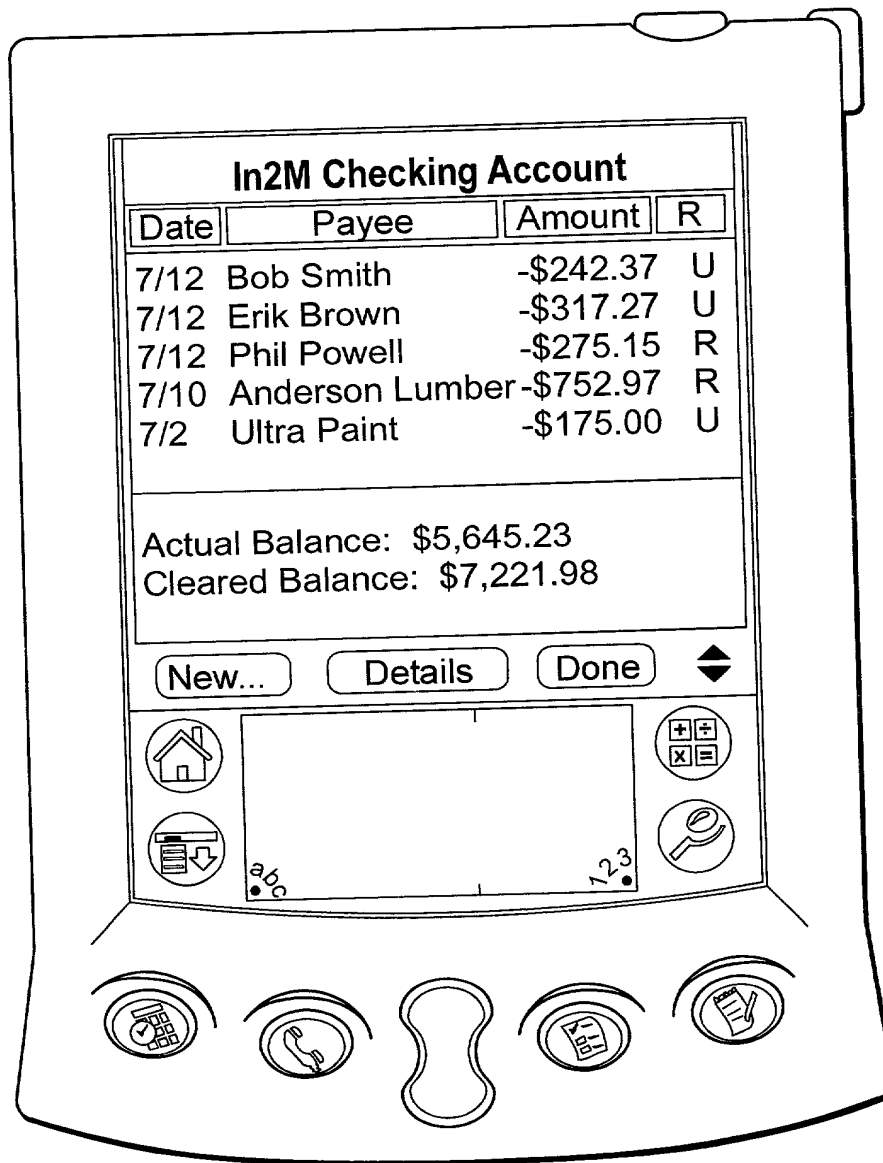 In2M Checking Account
Date Payee Amount R
7/12 Bob Smith -$242.37 U
7/12 Erik Brown -$317.27 U
7/12 Phil Powell -$275.15 R
7/10 Anderson Lumber -$752.97 R
7/2 Ultra Paint -$175.00 U
Actual Balance: $5,645.23
Cleared Balance: $7,221.98
New... Details Done
+ ÷
x =
abc 123